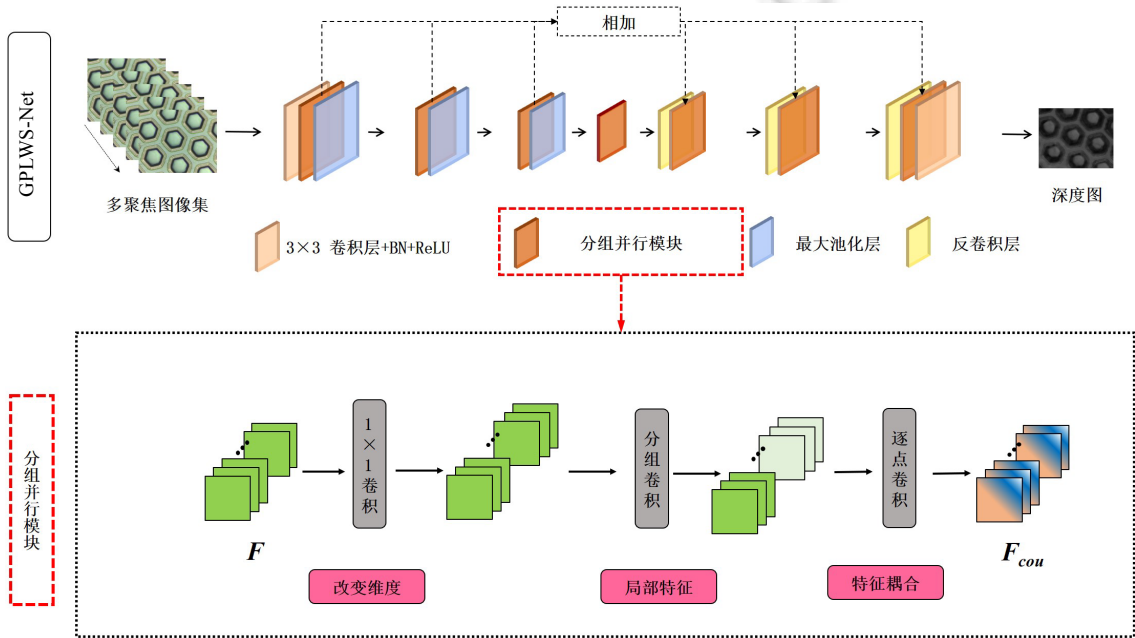 相加
GPLWS-Net
多聚焦图像集
深度图
3×3 卷积层+BN+ReLU
分组并行模块
最大池化层
反卷积层
分组并行模块
1×1卷积
分组卷积
逐点卷积
F
F_cou
改变维度
局部特征
特征耦合